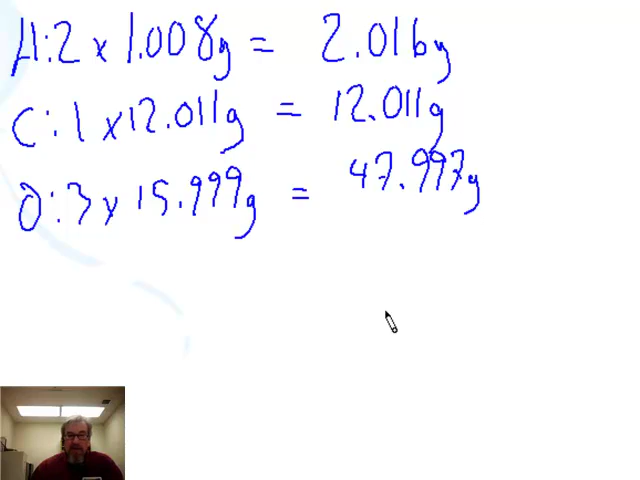 H: 2 x 1.008g = 2.016g
C: 1 x 12.011g = 12.011g
O: 3 x 15.999g = 47.997g